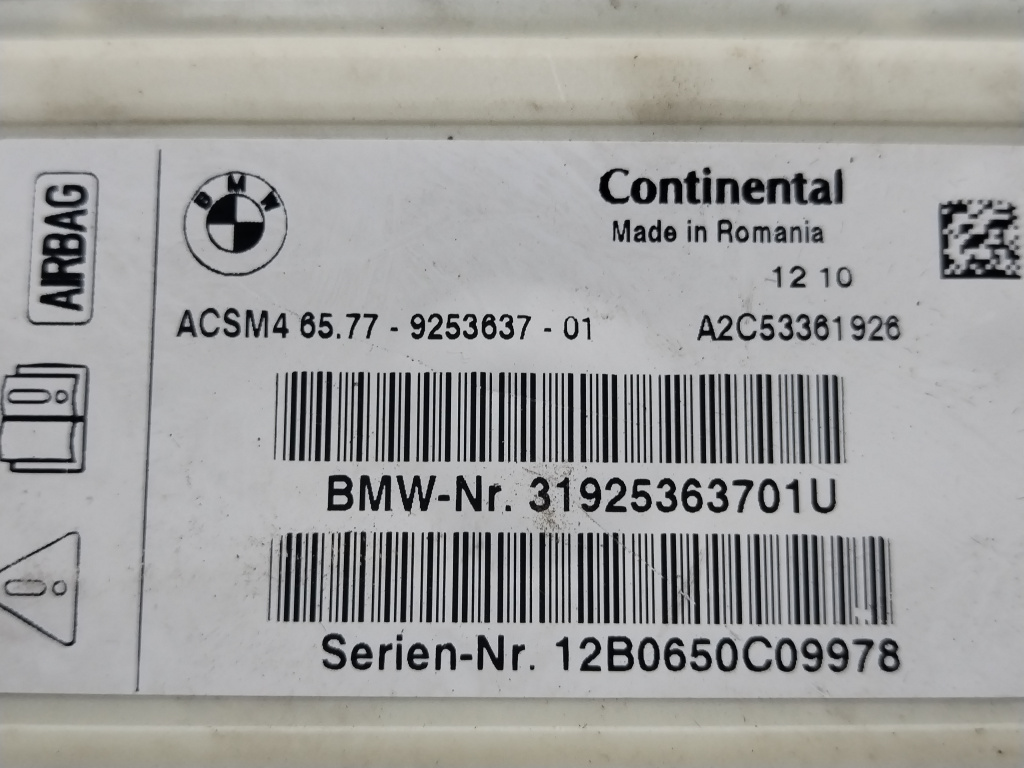 AIRBAG
BMW
Continental
Made in Romania
12 10
ACSM4 65.77 - 9253637 - 01 A2C53361926
BMW-Nr. 31925363701U
Serien-Nr. 12B0650C09978